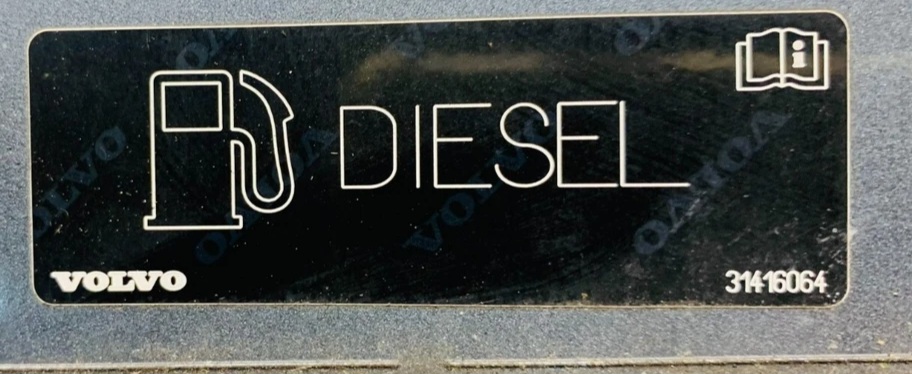 i
DIESEL
VOLVO
31416064